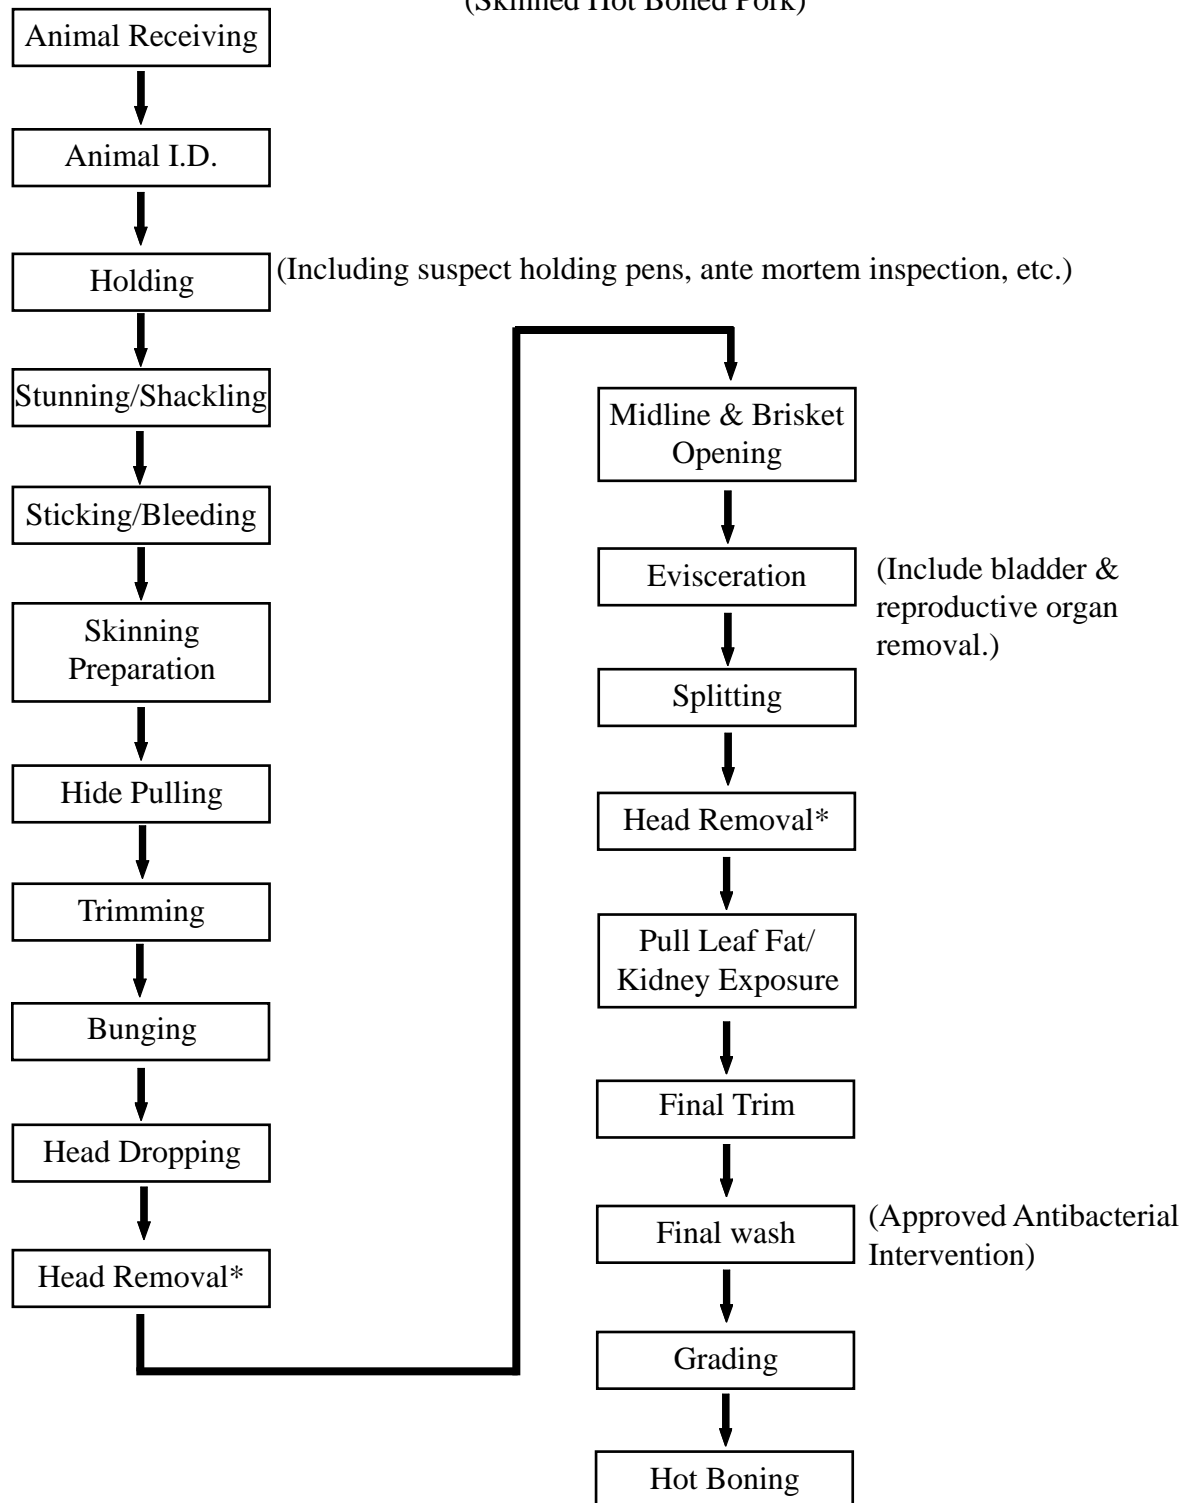 (Skinned Hot Boned Pork)
Animal Receiving
Animal I.D.
Holding
(Including suspect holding pens, ante mortem inspection, etc.)
Stunning/Shackling
Sticking/Bleeding
Skinning
Preparation
Hide Pulling
Trimming
Bunging
Head Dropping
Head Removal*
Midline & Brisket
Opening
Evisceration
(Include bladder &
reproductive organ
removal.)
Splitting
Head Removal*
Pull Leaf Fat/
Kidney Exposure
Final Trim
Final wash
(Approved Antibacterial
Intervention)
Grading
Hot Boning